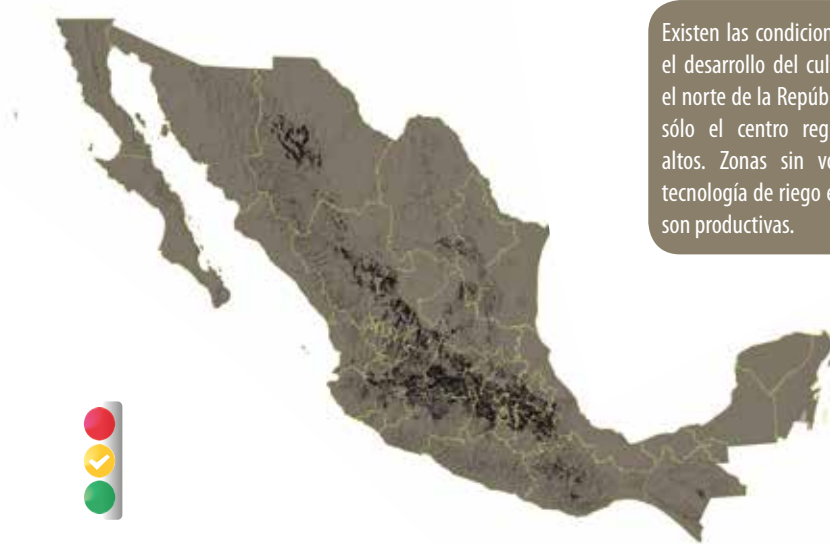 Existen las condicion
el desarrollo del cul
el norte de la Repúb
sólo el centro reg
altos. Zonas sin v
tecnología de riego
son productivas.